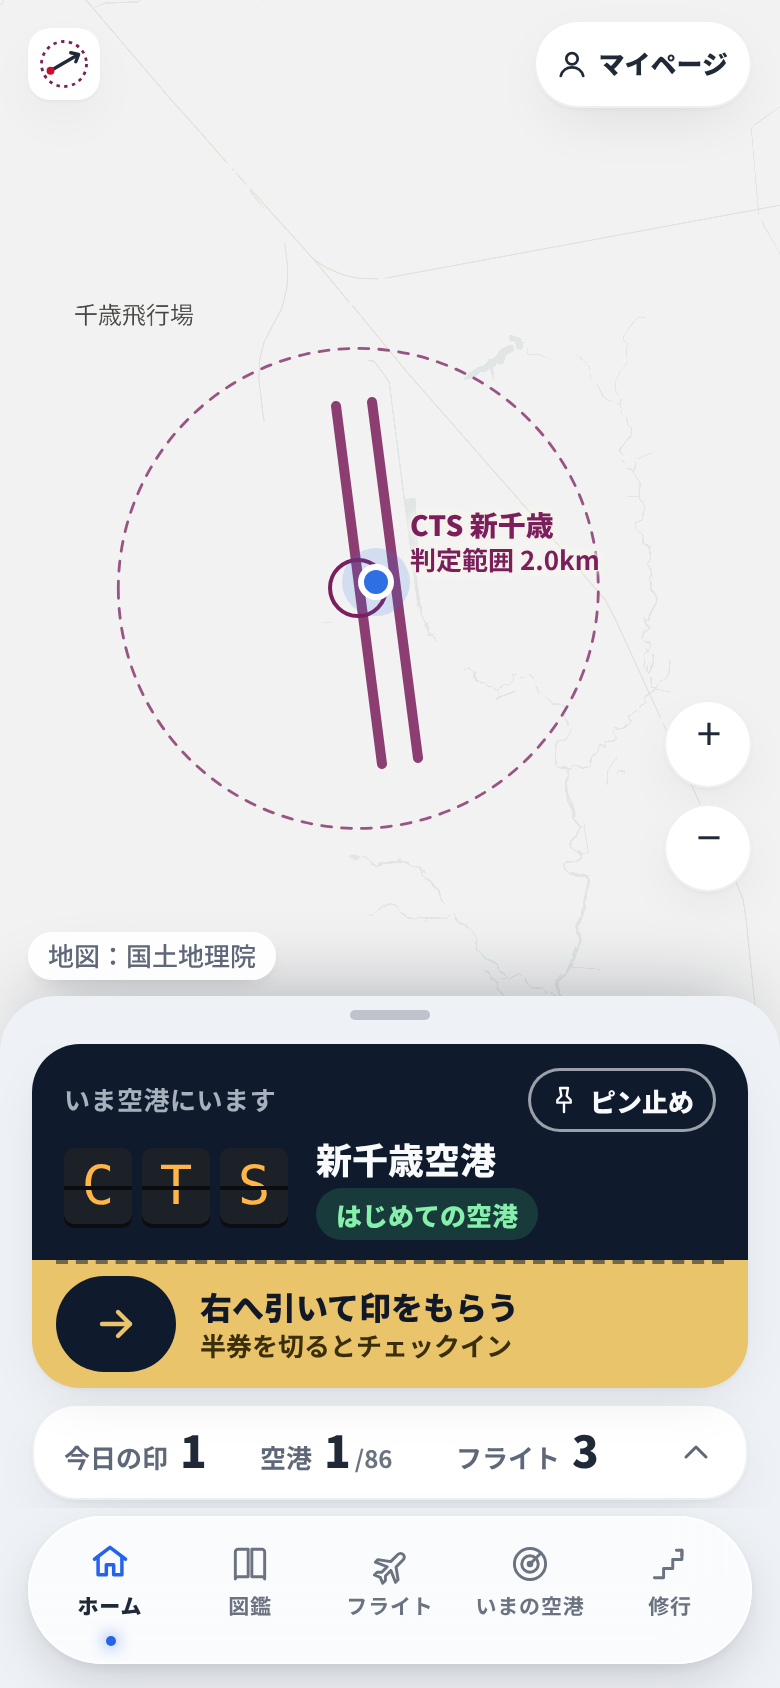 マイページ
千歳飛行場
CTS 新千歳
判定範囲 2.0km
+
−
地図：国土地理院
いま空港にいます
ピン止め
CTS
新千歳空港
はじめての空港
右へ引いて印をもらう
半券を切るとチェックイン
今日の印 1 空港 1/86 フライト 3
ホーム 図鑑 フライト いまの空港 修行